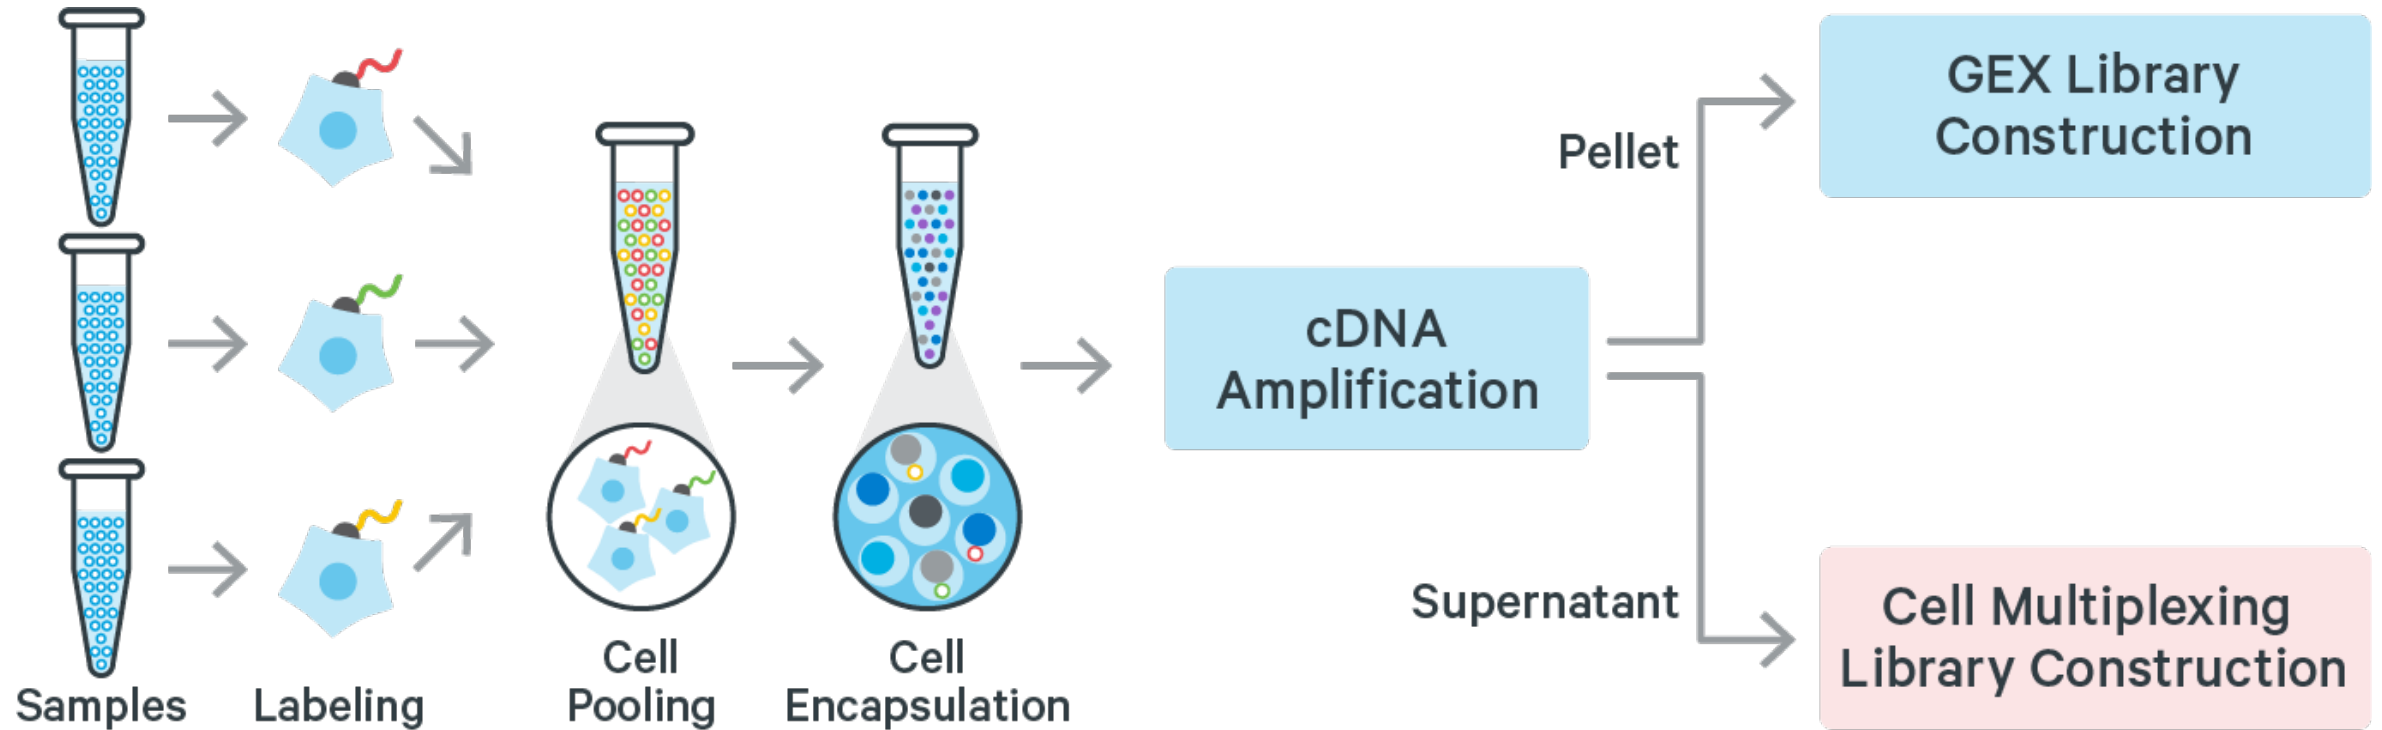 Samples
Labeling
Cell
Pooling
Cell
Encapsulation
cDNA
Amplification
Pellet
Supernatant
GEX Library
Construction
Cell Multiplexing
Library Construction